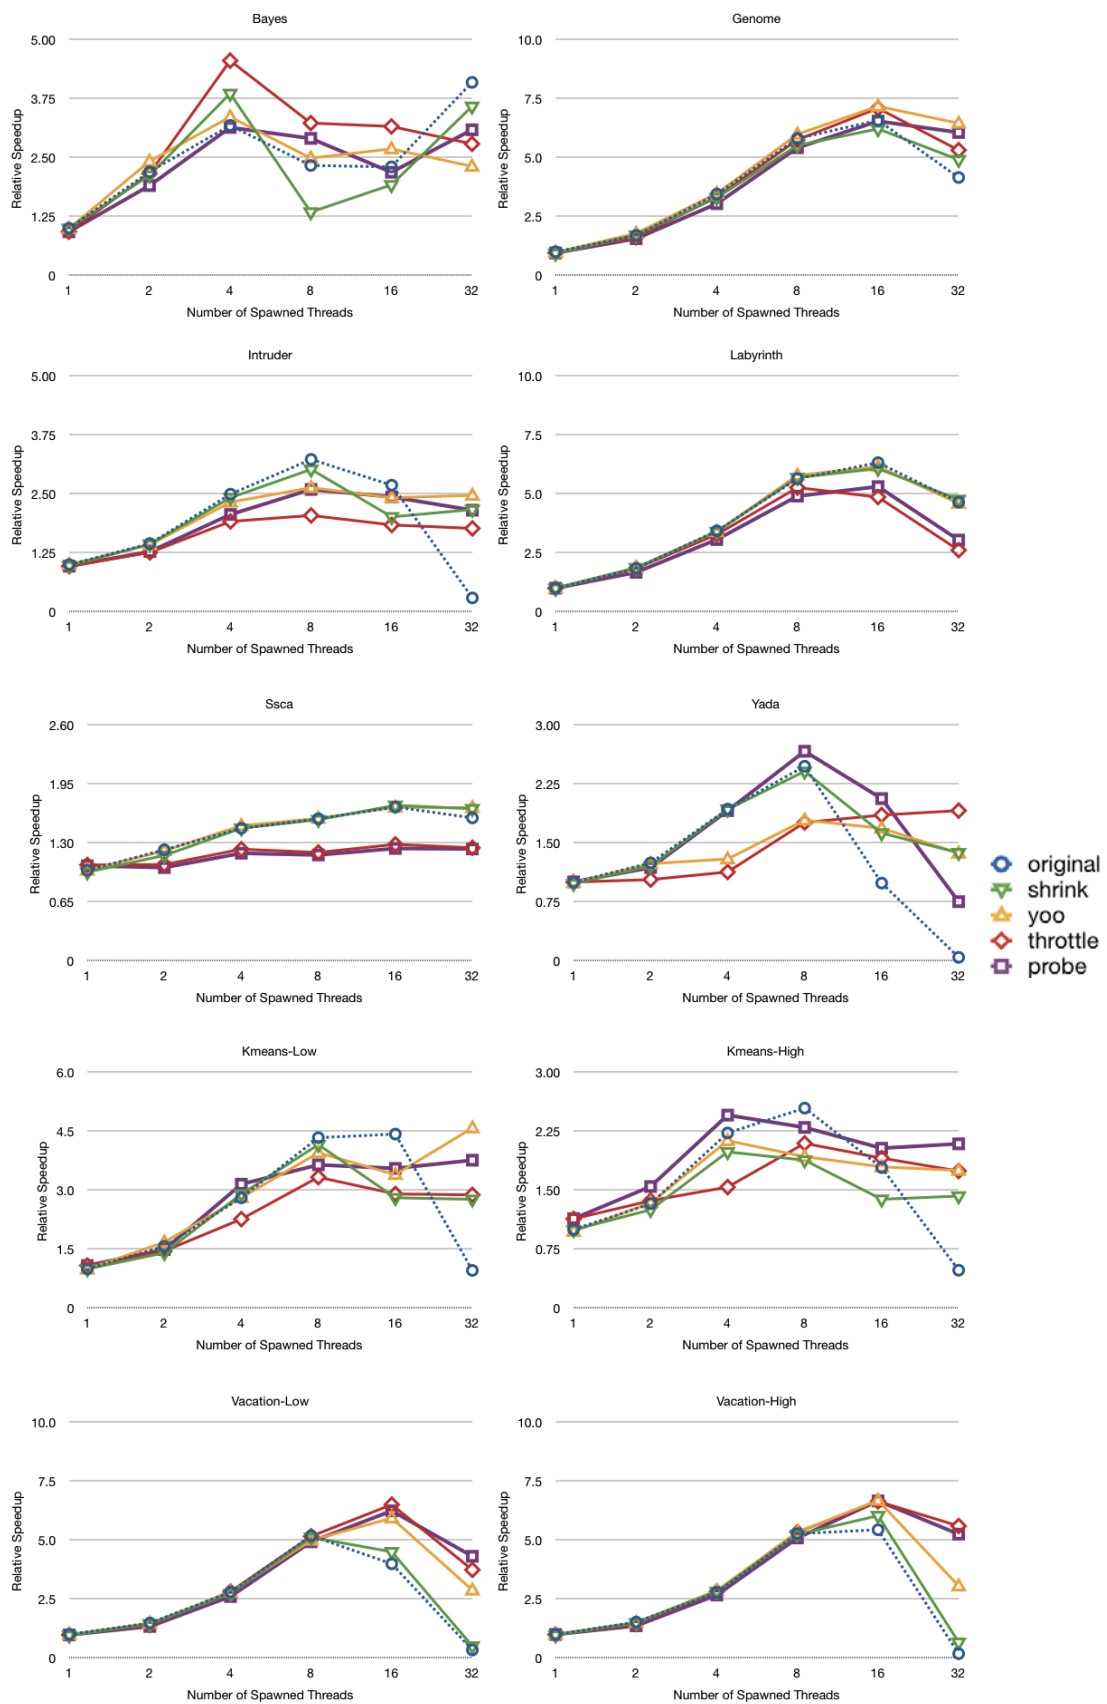 Bayes
Relative Speedup
5.00
3.75
2.50
1.25
0
1 2 4 8 16 32
Number of Spawned Threads
Genome
Relative Speedup
10.0
7.5
5.0
2.5
0
1 2 4 8 16 32
Number of Spawned Threads
Intruder
Relative Speedup
5.00
3.75
2.50
1.25
0
1 2 4 8 16 32
Number of Spawned Threads
Labyrinth
Relative Speedup
10.0
7.5
5.0
2.5
0
1 2 4 8 16 32
Number of Spawned Threads
Ssca
Relative Speedup
2.60
1.95
1.30
0.65
0
1 2 4 8 16 32
Number of Spawned Threads
Yada
Relative Speedup
3.00
2.25
1.50
0.75
0
1 2 4 8 16 32
Number of Spawned Threads
original
shrink
yoo
throttle
probe
Kmeans-Low
Relative Speedup
6.0
4.5
3.0
1.5
0
1 2 4 8 16 32
Number of Spawned Threads
Kmeans-High
Relative Speedup
3.00
2.25
1.50
0.75
0
1 2 4 8 16 32
Number of Spawned Threads
Vacation-Low
Relative Speedup
10.0
7.5
5.0
2.5
0
1 2 4 8 16 32
Number of Spawned Threads
Vacation-High
Relative Speedup
10.0
7.5
5.0
2.5
0
1 2 4 8 16 32
Number of Spawned Threads